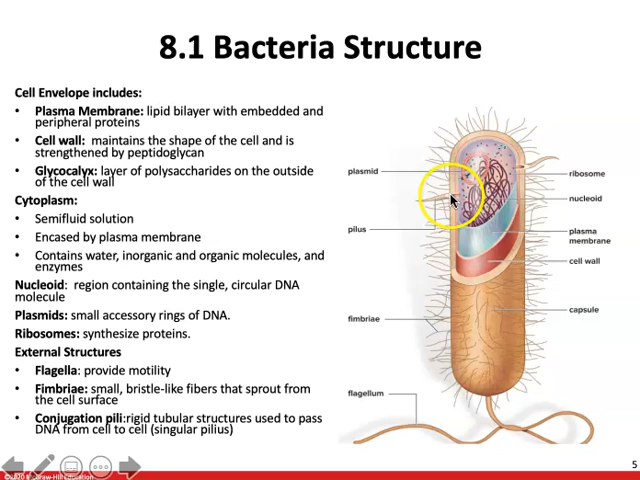 8.1 Bacteria Structure
Cell Envelope includes:
• Plasma Membrane: lipid bilayer with embedded and
peripheral proteins
• Cell wall: maintains the shape of the cell and is
strengthened by peptidoglycan
• Glycocalyx: layer of polysaccharides on the outside
of the cell wall
Cytoplasm:
• Semifluid solution
• Encased by plasma membrane
• Contains water, inorganic and organic molecules, and
enzymes
Nucleoid: region containing the single, circular DNA
molecule
Plasmids: small accessory rings of DNA.
Ribosomes: synthesize proteins.
External Structures
• Flagella: provide motility
• Fimbriae: small, bristle-like fibers that sprout from
the cell surface
• Conjugation pili:rigid tubular structures used to pass
DNA from cell to cell (singular pilius)
plasmid
pilus
fimbriae
flagellum
ribosome
nucleoid
plasma
membrane
cell wall
capsule
5
Education